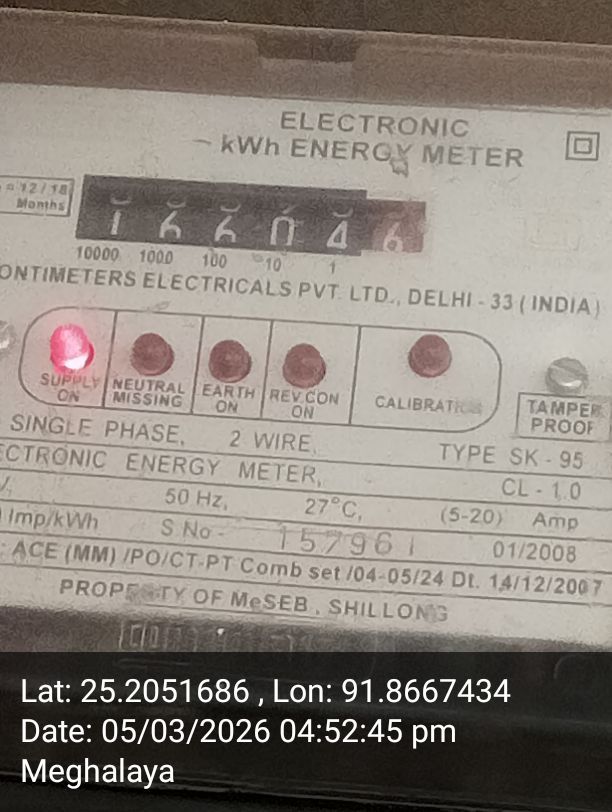 ELECTRONIC
kWh ENERGY METER
= 12/18
Months
166046
10000 1000 100 10 1
ONTIMETERS ELECTRICALS PVT. LTD., DELHI - 33 ( INDIA )
SUPPLY ON
NEUTRAL MISSING
EARTH ON
REV.CON ON
CALIBRATION
TAMPER PROOF
SINGLE PHASE, 2 WIRE, TYPE SK - 95
CTRONIC ENERGY METER, CL - 1.0
V, 50 Hz, 27°C, (5-20) Amp
Imp/kWh S No - 157961 01/2008
: ACE (MM) /PO/CT-PT Comb set /04-05/24 Dt. 14/12/2007
PROPERTY OF MeSEB, SHILLONG
Lat: 25.2051686 , Lon: 91.8667434
Date: 05/03/2026 04:52:45 pm
Meghalaya